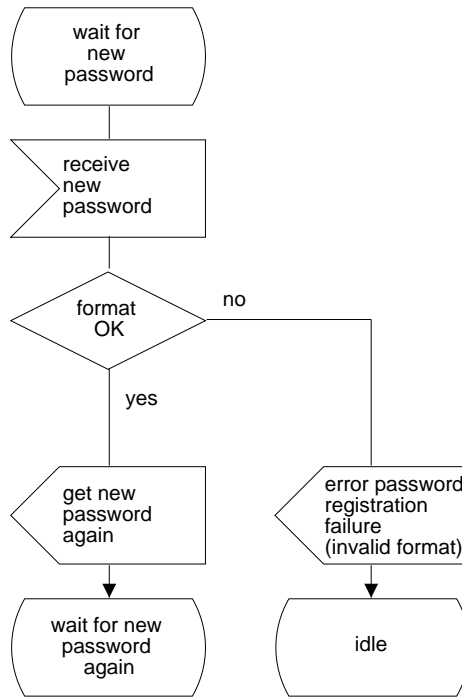 wait for
new
password
receive
new
password
format
OK
no
yes
get new
password
again
error password
registration
failure
(invalid format)
wait for new
password
again
idle